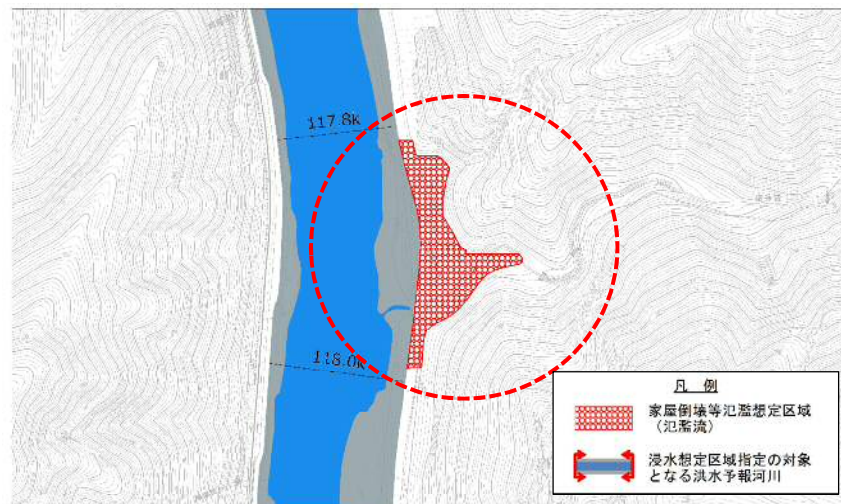 117.8K
118.0K
凡　例
家屋倒壊等氾濫想定区域
（氾濫流）
浸水想定区域指定の対象
となる洪水予報河川